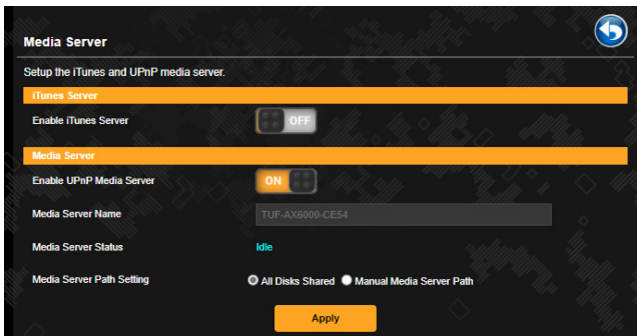 Media Server
Setup the iTunes and UPnP media server.
iTunes Server
Enable iTunes Server OFF
Media Server
Enable UPnP Media Server ON
Media Server Name TUF-AX6000-CE54
Media Server Status Idle
Media Server Path Setting All Disks Shared Manual Media Server Path
Apply